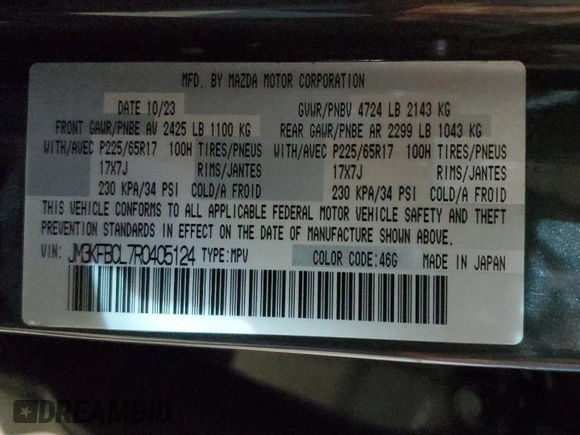 MFD. BY MAZDA MOTOR CORPORATION
DATE 10/23 GVWR/PNBV 4724 LB 2143 KG
FRONT GAWR/PNBE AV 2425 LB 1100 KG REAR GAWR/PNBE AR 2299 LB 1043 KG
WITH/AVEC P225/65R17 100H TIRES/PNEUS WITH/AVEC P225/65R17 100H TIRES/PNEUS
17X7J RIMS/JANTES 17X7J RIMS/JANTES
230 KPA/34 PSI COLD/A FROID 230 KPA/34 PSI COLD/A FROID
THIS VEHICLE CONFORMS TO ALL APPLICABLE FEDERAL MOTOR VEHICLE SAFETY AND THEFT
PREVENTION STANDARDS IN EFFECT ON THE DATE OF MANUFACTURE SHOWN ABOVE.
VIN: JM3KFBCL7R0405124 TYPE:MPV COLOR CODE:46G MADE IN JAPAN
DREAMBID